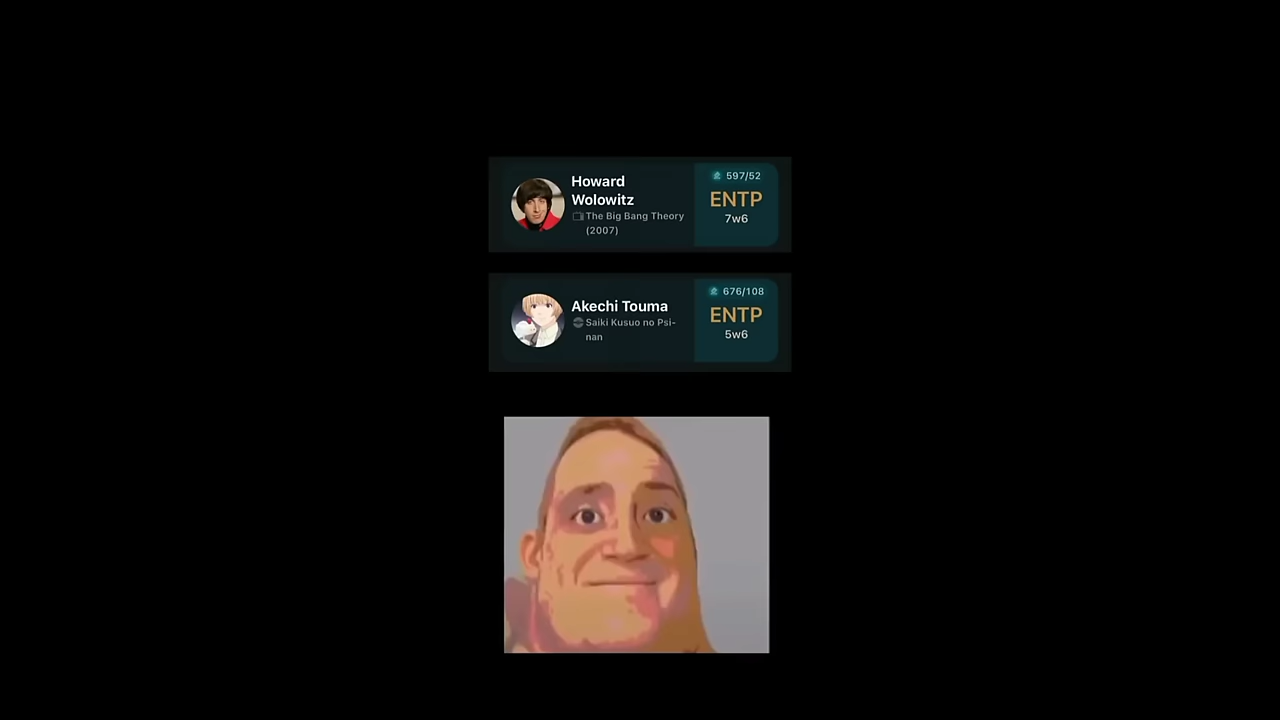 Howard
Wolowitz
The Big Bang Theory
(2007)
597/52
ENTP
7w6
Akechi Touma
Saiki Kusuo no Psi-
nan
676/108
ENTP
5w6